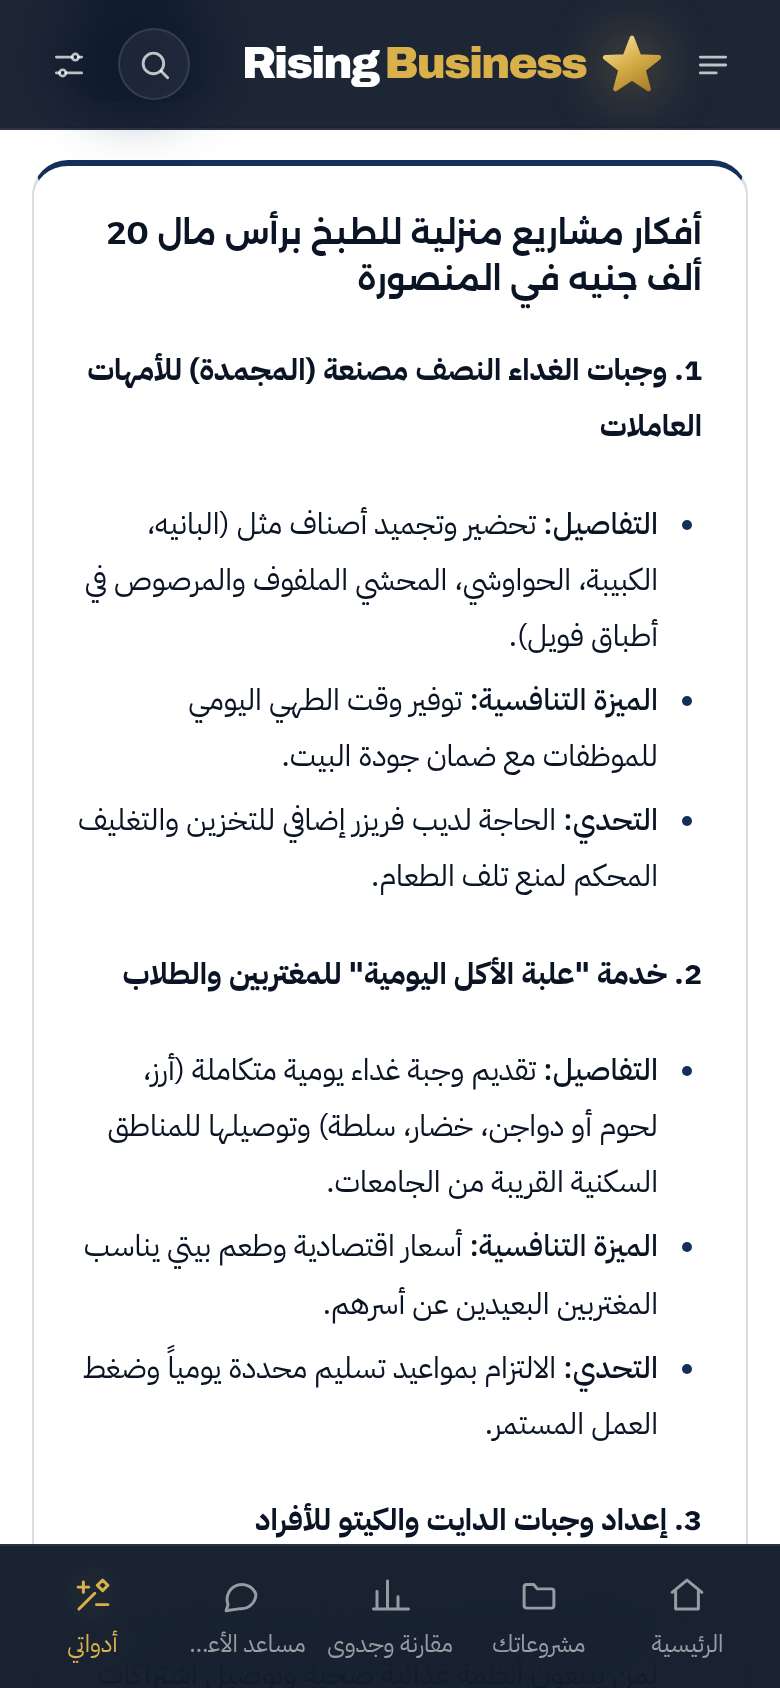 Rising Business
أفكار مشاريع منزلية للطبخ برأس مال 20
ألف جنيه في المنصورة
1. وجبات الغداء النصف مصنعة (المجمدة) للأمهات
العاملات
• التفاصيل: تحضير وتجميد أصناف مثل (البانيه،
الكبيبة، الحواوشي، المحشي الملفوف والمرصوص في
أطباق فويل).
• الميزة التنافسية: توفير وقت الطهي اليومي
للموظفات مع ضمان جودة البيت.
• التحدي: الحاجة لديب فريزر إضافي للتخزين والتغليف
المحكم لمنع تلف الطعام.
2. خدمة "علبة الأكل اليومية" للمغتربين والطلاب
• التفاصيل: تقديم وجبة غداء يومية متكاملة (أرز،
لحوم أو دواجن، خضار، سلطة) وتوصيلها للمناطق
السكنية القريبة من الجامعات.
• الميزة التنافسية: أسعار اقتصادية وطعم بيتي يناسب
المغتربين البعيدين عن أسرهم.
• التحدي: الالتزام بمواعيد تسليم محددة يومياً وضغط
العمل المستمر.
3. إعداد وجبات الدايت والكيتو للأفراد
الرئيسية
مشروعاتك
مقارنة وجدوى
مساعد الأع...
أدواتي